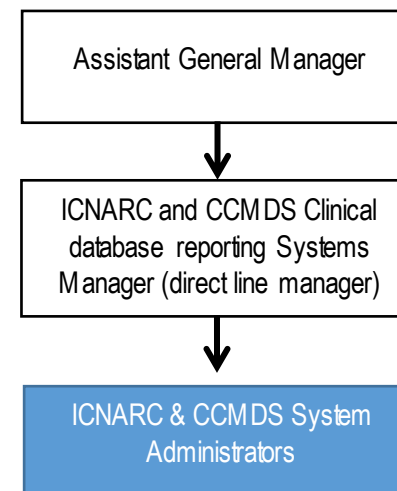 Assistant General Manager
ICNARC and CCMDS Clinical
database reporting Systems
Manager (direct line manager)
ICNARC & CCMDS System
Administrators